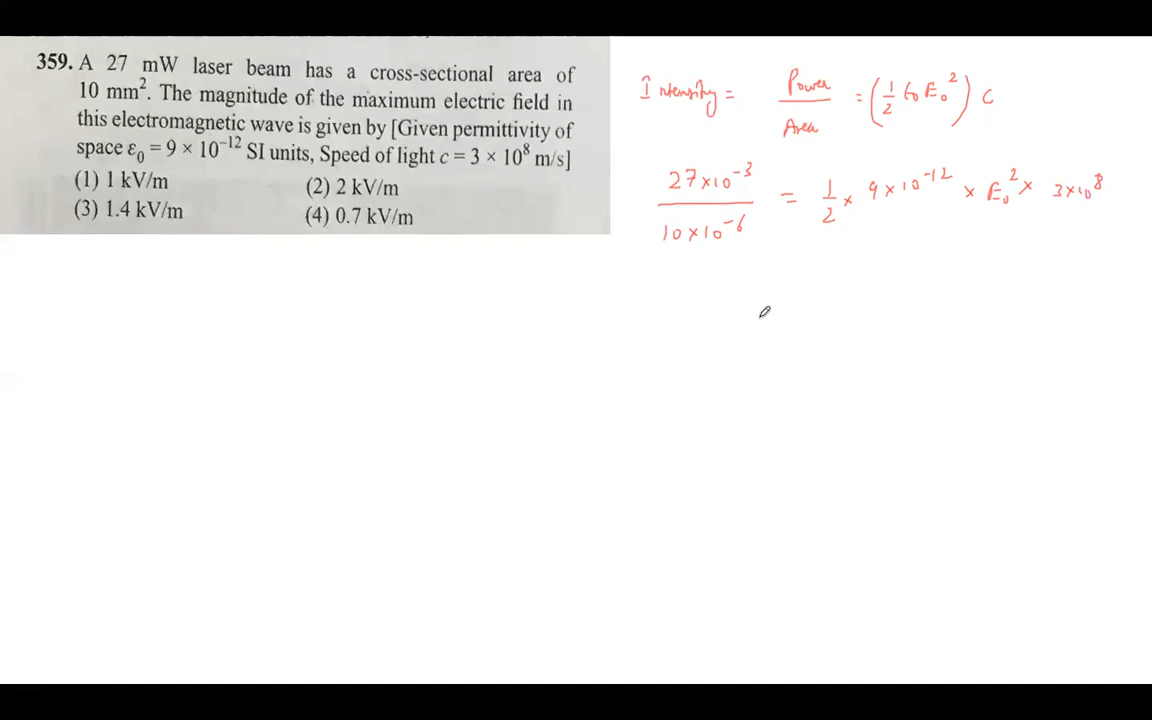 359. A 27 mW laser beam has a cross-sectional area of
10 mm². The magnitude of the maximum electric field in
this electromagnetic wave is given by [Given permittivity of
space ε₀ = 9 × 10⁻¹² SI units, Speed of light c = 3 × 10⁸ m/s]
(1) 1 kV/m (2) 2 kV/m
(3) 1.4 kV/m (4) 0.7 kV/m
Intensity = Power / Area = (1/2 ε₀ E₀²) c
27×10⁻³ / 10×10⁻⁶ = 1/2 × 9×10⁻¹² × E₀² × 3×10⁸